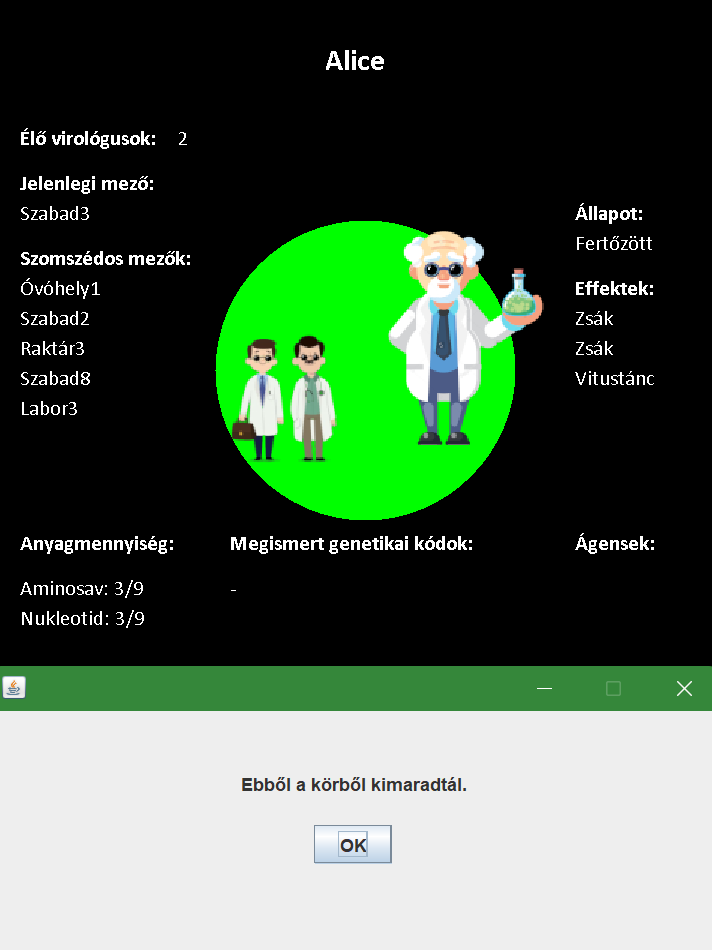 Alice
Élő virológusok: 2
Jelenlegi mező:
Szabad3
Szomszédos mezők:
Óvóhely1
Szabad2
Raktár3
Szabad8
Labor3
Állapot:
Fertőzött
Effektek:
Zsák
Zsák
Vitustánc
Anyagmennyiség:
Aminosav: 3/9
Nukleotid: 3/9
Megismert genetikai kódok:
-
Ágensek:
Ebből a körből kimaradtál.
OK